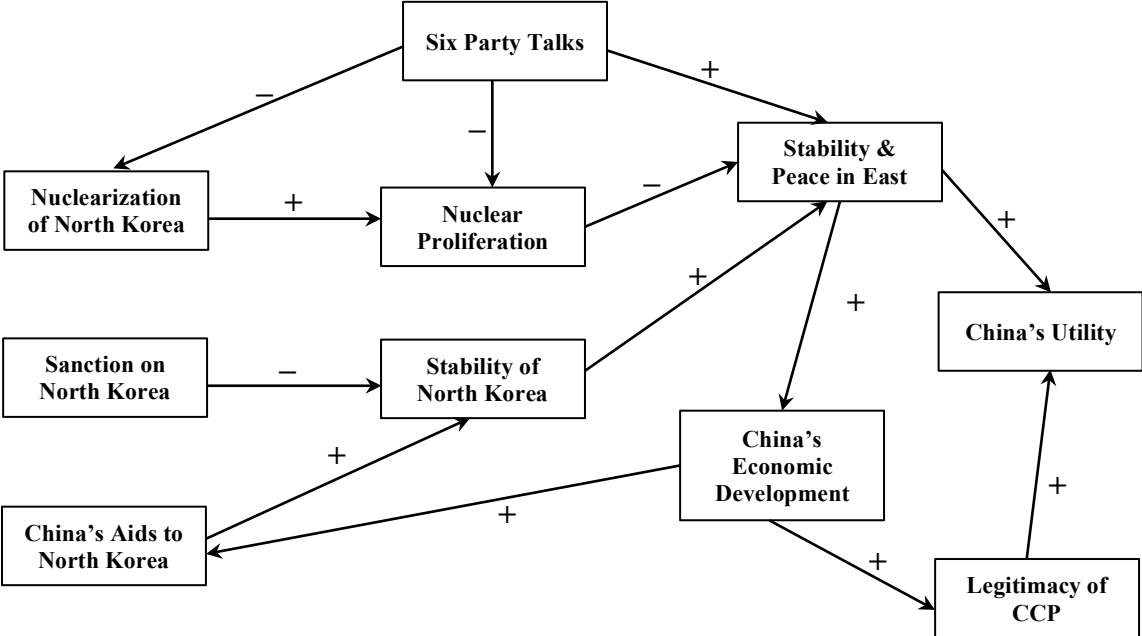 Six Party Talks
+
−
−
Stability &
Peace in East
−
Nuclearization
of North Korea
+
Nuclear
Proliferation
+
+
+
China’s Utility
Sanction on
North Korea
−
Stability of
North Korea
China’s
Economic
Development
+
+
+
China’s Aids to
North Korea
+
Legitimacy of
CCP